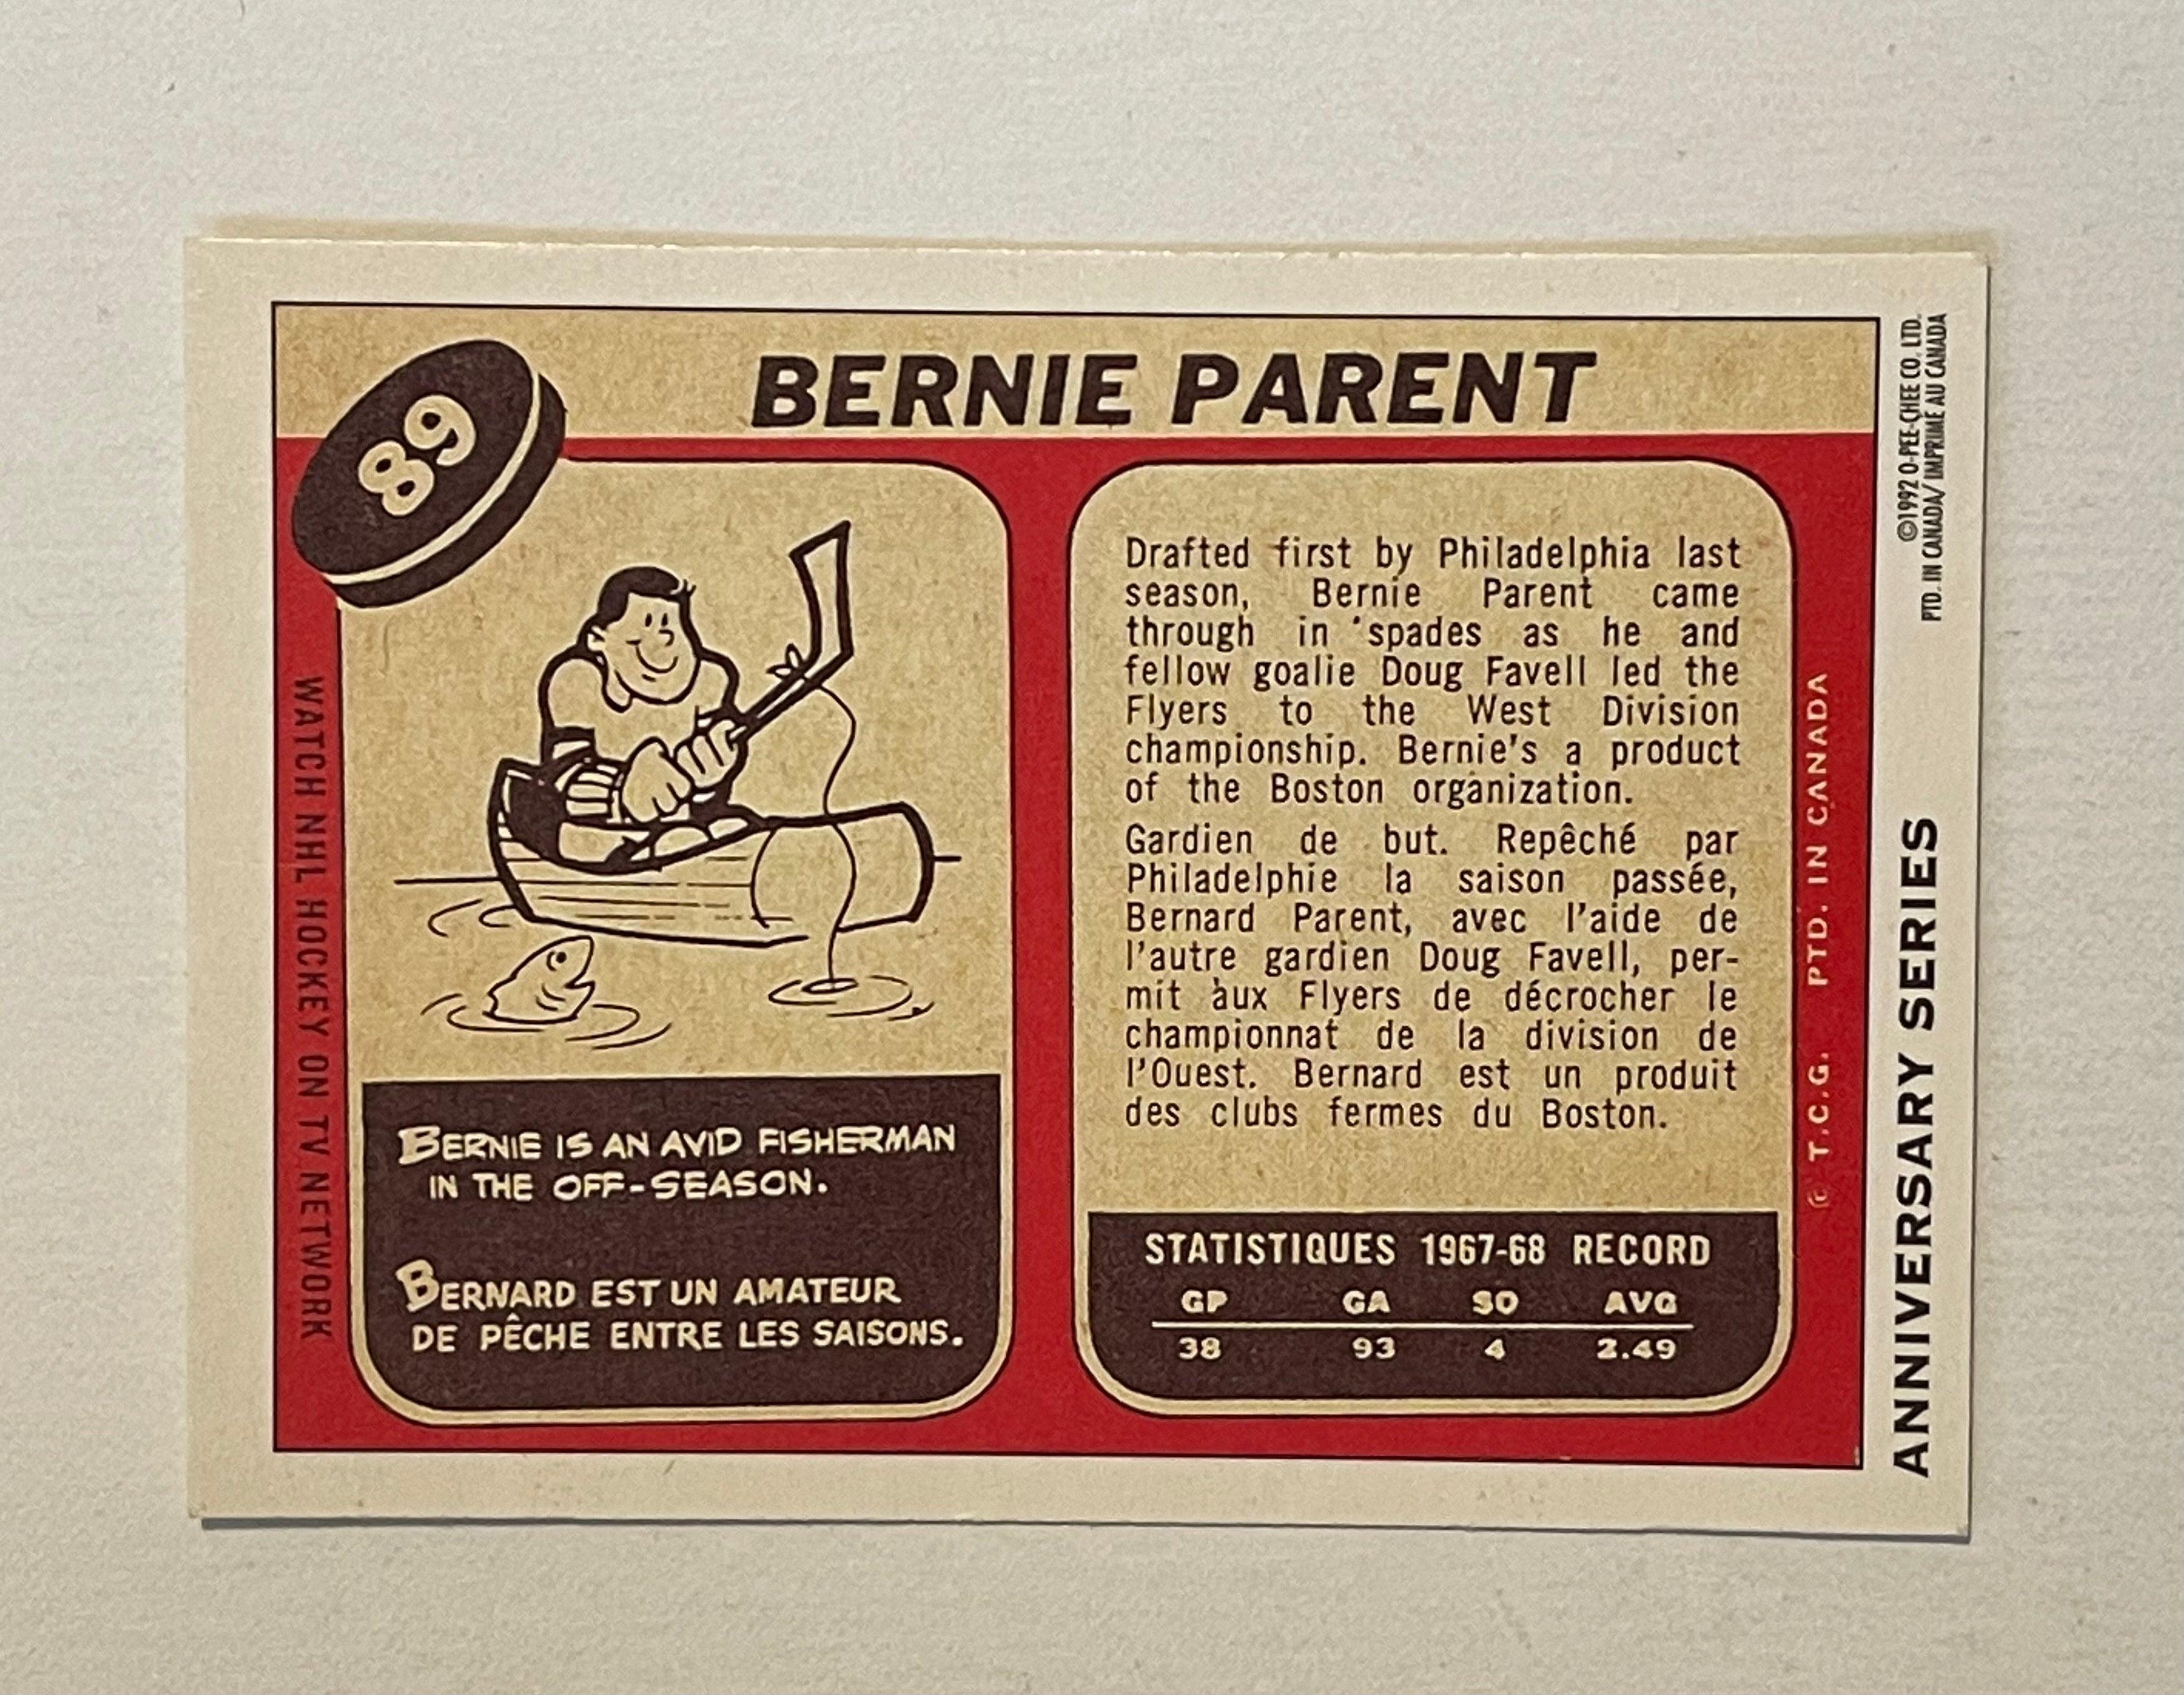 89
BERNIE PARENT
BERNIE IS AN AVID FISHERMAN
IN THE OFF-SEASON.
BERNARD EST UN AMATEUR
DE PÊCHE ENTRE LES SAISONS.
WATCH NHL HOCKEY ON TV NETWORK
Drafted first by Philadelphia last
season, Bernie Parent came
through in spades as he and
fellow goalie Doug Favell led the
Flyers to the West Division
championship. Bernie's a product
of the Boston organization.
Gardien de but. Repêché par
Philadelphie la saison passée,
Bernard Parent, avec l'aide de
l'autre gardien Doug Favell, per-
mit aux Flyers de décrocher le
championnat de la division de
l'Ouest. Bernard est un produit
des clubs fermes du Boston.
STATISTIQUES 1967-68 RECORD
GP GA SO AVG
38 93 4 2.49
© T.C.G. PTD. IN CANADA
ANNIVERSARY SERIES
©1992 O-PEE-CHEE CO. LTD.
PTD. IN CANADA/IMPRIME AU CANADA